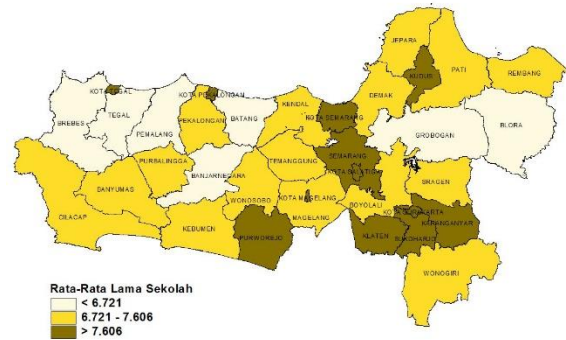 JEPARA
KUDUS
PATI
REMBANG
KOTA TEGAL
KOTA PEKALONGAN
KENDAL
DEMAK
TEGAL
BREBES
PEMALANG
PEKALONGAN
BATANG
KOTA SEMARANG
GROBOGAN
BLORA
SEMARANG
PURBALINGGA
BANJARNEGARA
TEMANGGUNG
KOTA SALATIGA
SRAGEN
BANYUMAS
WONOSOBO
KOTA MAGELANG
BOYOLALI
CILACAP
MAGELANG
KOTA SURAKARTA
KARANGANYAR
KEBUMEN
PURWOREJO
KLATEN
SUKOHARJO
WONOGIRI
Rata-Rata Lama Sekolah
< 6.721
6.721 - 7.606
> 7.606